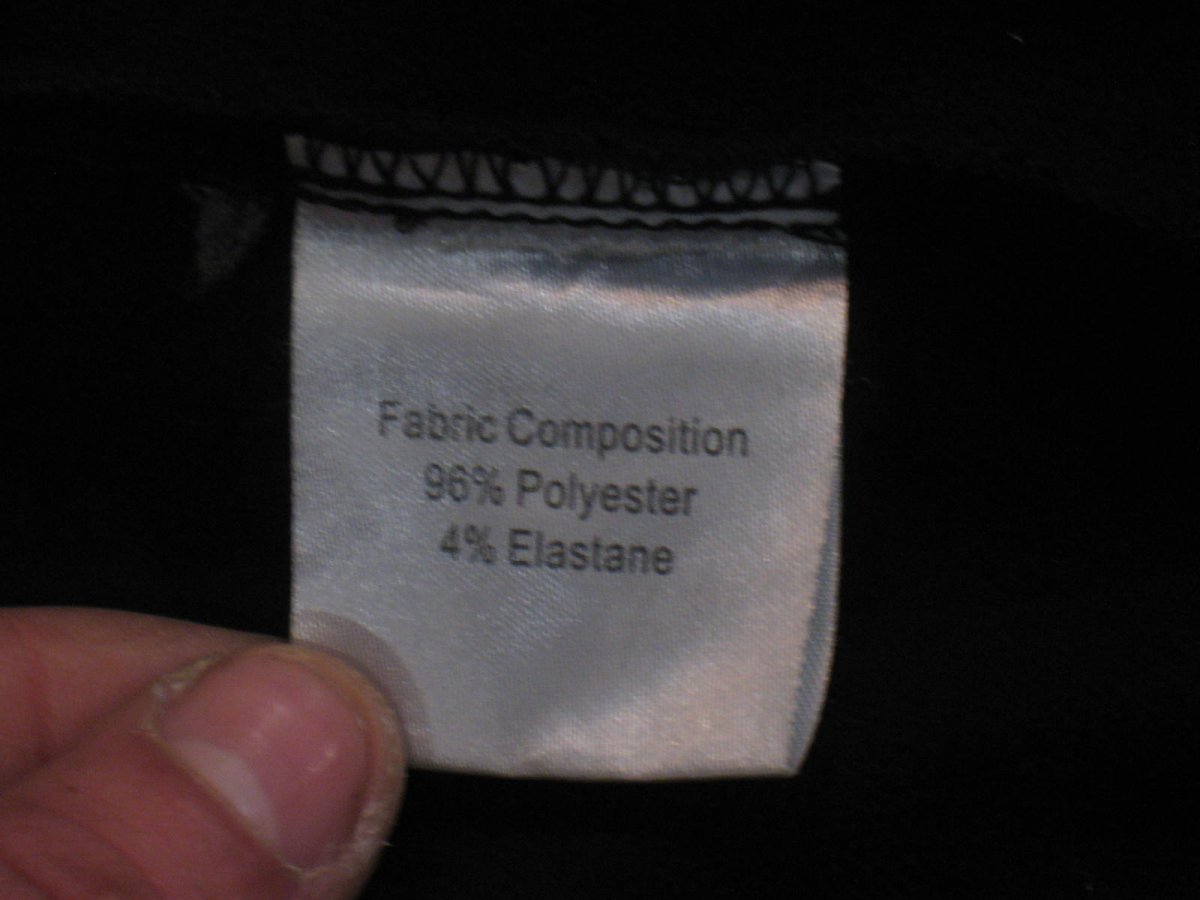 Fabric Composition
96% Polyester
4% Elastane